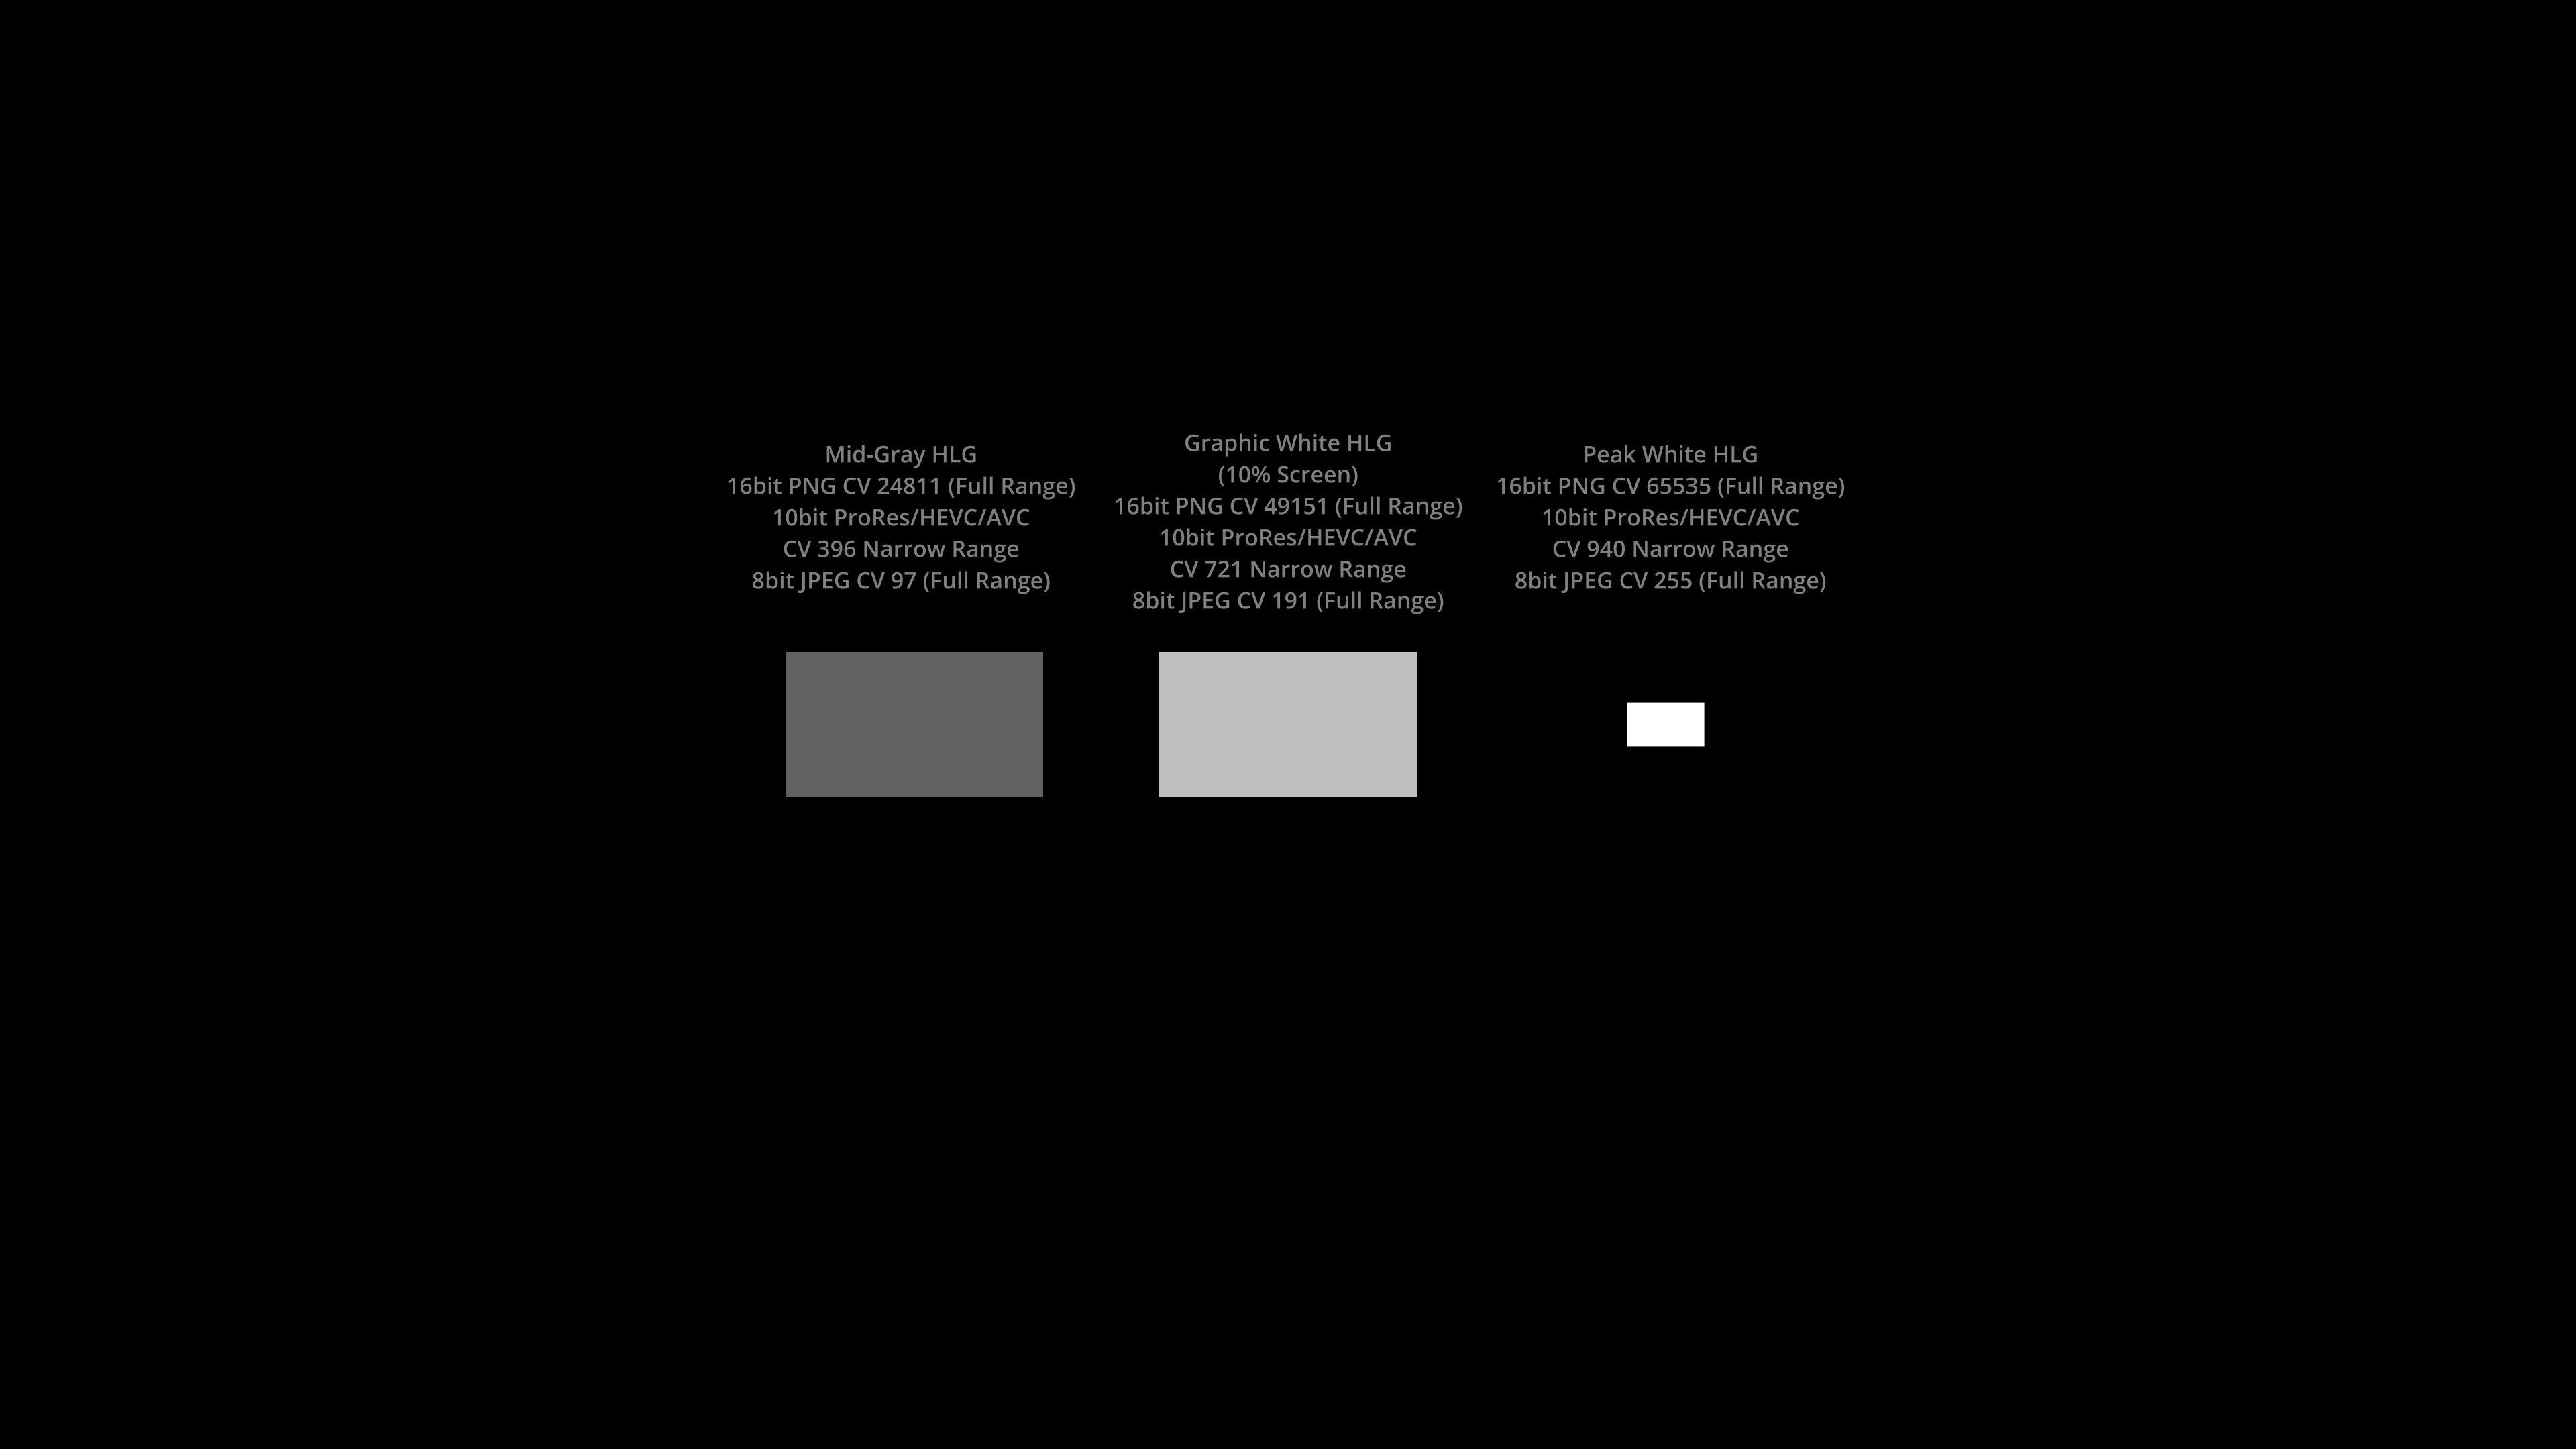 Mid-Gray HLG
16bit PNG CV 24811 (Full Range)
10bit ProRes/HEVC/AVC
CV 396 Narrow Range
8bit JPEG CV 97 (Full Range)
Graphic White HLG
(10% Screen)
16bit PNG CV 49151 (Full Range)
10bit ProRes/HEVC/AVC
CV 721 Narrow Range
8bit JPEG CV 191 (Full Range)
Peak White HLG
16bit PNG CV 65535 (Full Range)
10bit ProRes/HEVC/AVC
CV 940 Narrow Range
8bit JPEG CV 255 (Full Range)